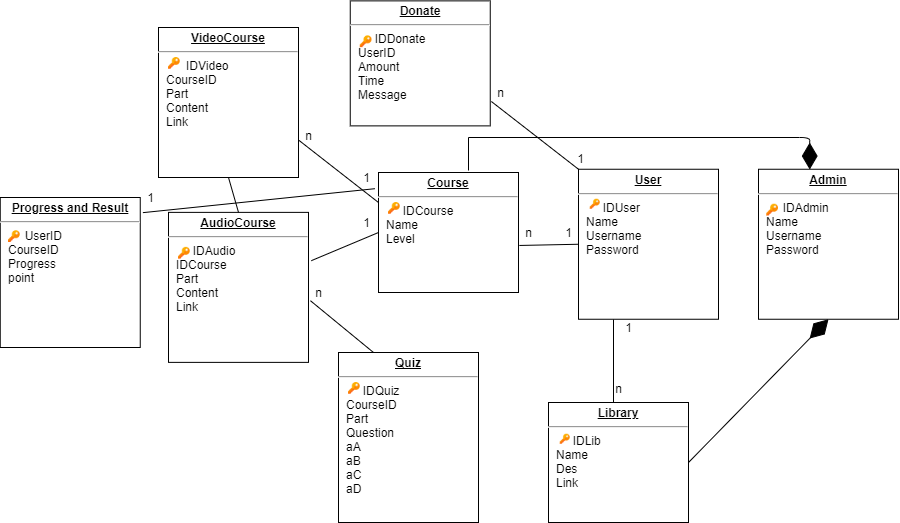 Donate
IDDonate
UserID
Amount
Time
Message
VideoCourse
IDVideo
CourseID
Part
Content
Link
n
n
1
1
1
Progress and Result
UserID
CourseID
Progress
point
AudioCourse
IDAudio
IDCourse
Part
Content
Link
Course
IDCourse
Name
Level
1
n
1
User
IDUser
Name
Username
Password
Admin
IDAdmin
Name
Username
Password
n
1
n
Quiz
IDQuiz
CourseID
Part
Question
aA
aB
aC
aD
Library
IDLib
Name
Des
Link